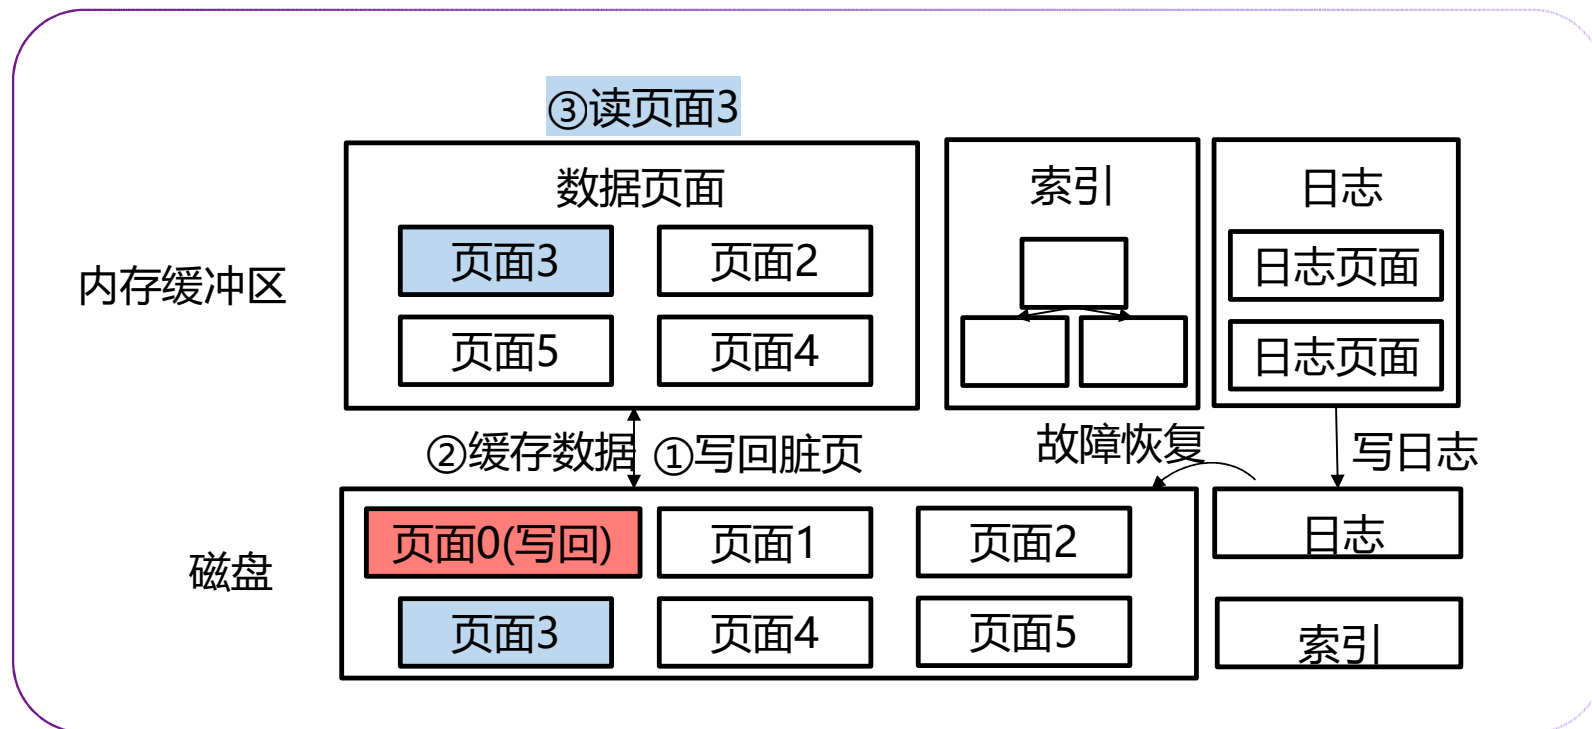 ③读页面3
数据页面
索引
日志
内存缓冲区
页面3
页面2
日志页面
页面5
页面4
日志页面
②缓存数据
①写回脏页
故障恢复
写日志
磁盘
页面0(写回)
页面1
页面2
日志
页面3
页面4
页面5
索引